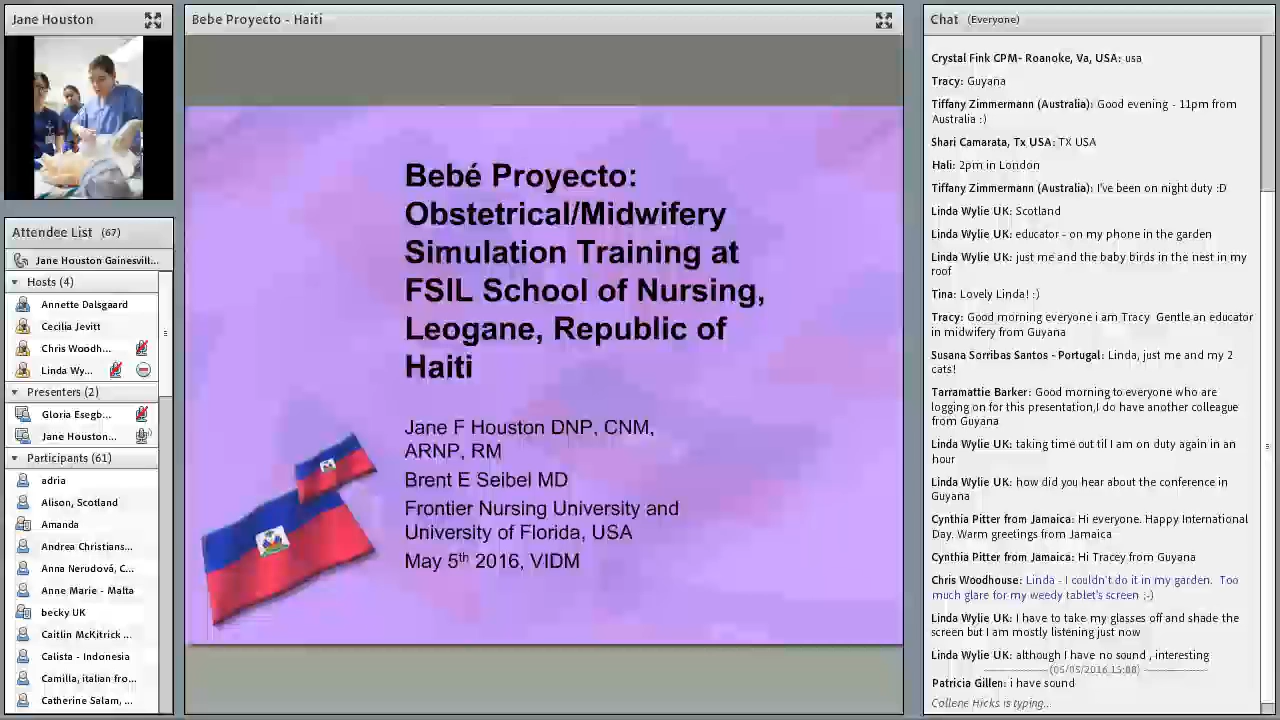 Jane Houston
Attendee List (67)
Jane Houston Gainesvill...
Hosts (4)
Annette Dalsgaard
Cecilia Jevitt
Chris Woodh...
Linda Wy...
Presenters (2)
Gloria Esegb...
Jane Houston...
Participants (61)
adria
Alison, Scotland
Amanda
Andrea Christians...
Anna Nerudová, C...
Anne Marie - Malta
becky UK
Caitlin McKitrick ...
Calista - Indonesia
Camilla, italian fro...
Catherine Salam, ...
Bebe Proyecto - Haiti
Bebé Proyecto:
Obstetrical/Midwifery
Simulation Training at
FSIL School of Nursing,
Leogane, Republic of
Haiti
Jane F Houston DNP, CNM,
ARNP, RM
Brent E Seibel MD
Frontier Nursing University and
University of Florida, USA
May 5th 2016, VIDM
Chat (Everyone)
Crystal Fink CPM- Roanoke, Va, USA: usa
Tracy: Guyana
Tiffany Zimmermann (Australia): Good evening - 11pm from
Australia :)
Shari Camarata, Tx USA: TX USA
Hali: 2pm in London
Tiffany Zimmermann (Australia): I've been on night duty :D
Linda Wylie UK: Scotland
Linda Wylie UK: educator - on my phone in the garden
Linda Wylie UK: just me and the baby birds in the nest in my
roof
Tina: Lovely Linda! :)
Tracy: Good morning everyone i am Tracy Gentle an educator
in midwifery from Guyana
Susana Sorribas Santos - Portugal: Linda, just me and my 2
cats!
Tarramattie Barker: Good morning to everyone who are
logging on for this presentation,I do have another colleague
from Guyana
Linda Wylie UK: taking time out til I am on duty again in an
hour
Linda Wylie UK: how did you hear about the conference in
Guyana
Cynthia Pitter from Jamaica: Hi everyone. Happy International
Day. Warm greetings from Jamaica
Cynthia Pitter from Jamaica: Hi Tracey from Guyana
Chris Woodhouse: Linda - I couldn't do it in my garden. Too
much glare for my weedy tablet's screen ;-)
Linda Wylie UK: I have to take my glasses off and shade the
screen but I am mostly listening just now
Linda Wylie UK: although I have no sound , interesting
(05/05/2016 15:08)
Patricia Gillen: i have sound
Collene Hicks is typing...